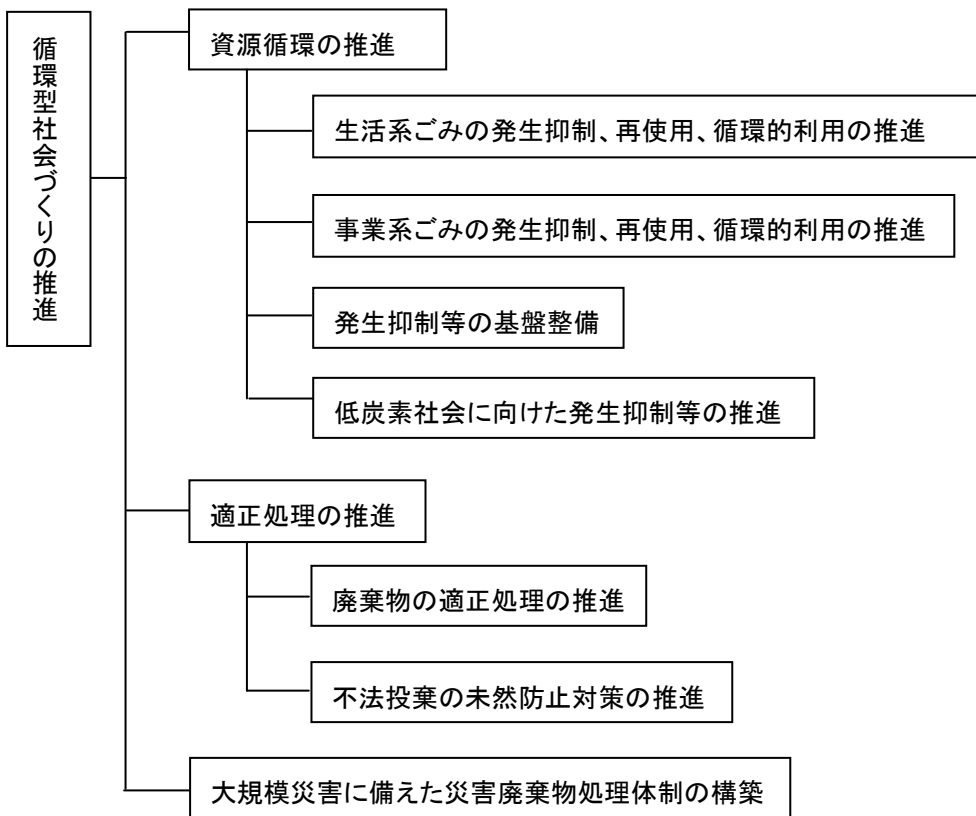 循環型社会づくりの推進
資源循環の推進
生活系ごみの発生抑制、再使用、循環的利用の推進
事業系ごみの発生抑制、再使用、循環的利用の推進
発生抑制等の基盤整備
低炭素社会に向けた発生抑制等の推進
適正処理の推進
廃棄物の適正処理の推進
不法投棄の未然防止対策の推進
大規模災害に備えた災害廃棄物処理体制の構築